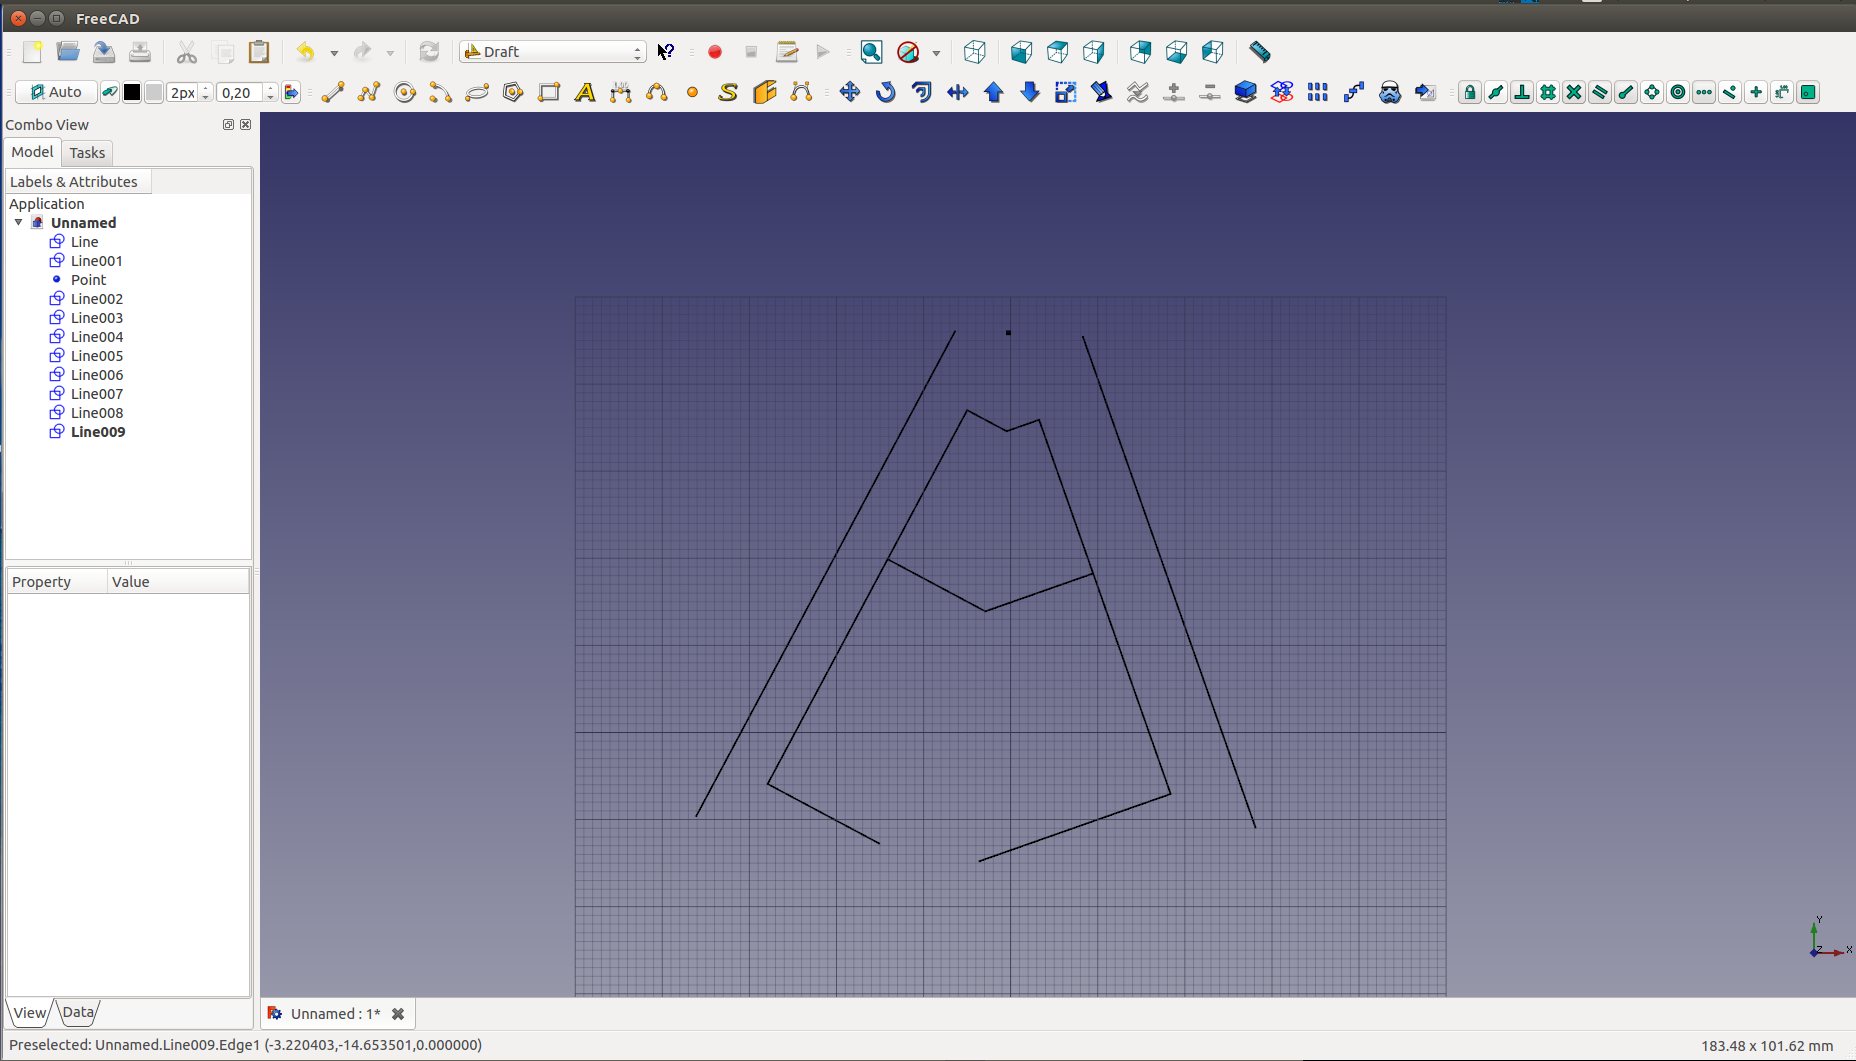 FreeCAD
Draft
Auto
2px
0,20
Combo View
Model
Tasks
Labels & Attributes
Application
Unnamed
Line
Line001
Point
Line002
Line003
Line004
Line005
Line006
Line007
Line008
Line009
Property
Value
View
Data
Y
Z
X
Unnamed : 1*
Preselected: Unnamed.Line009.Edge1 (-3.220403,-14.653501,0.000000)
183.48 x 101.62 mm